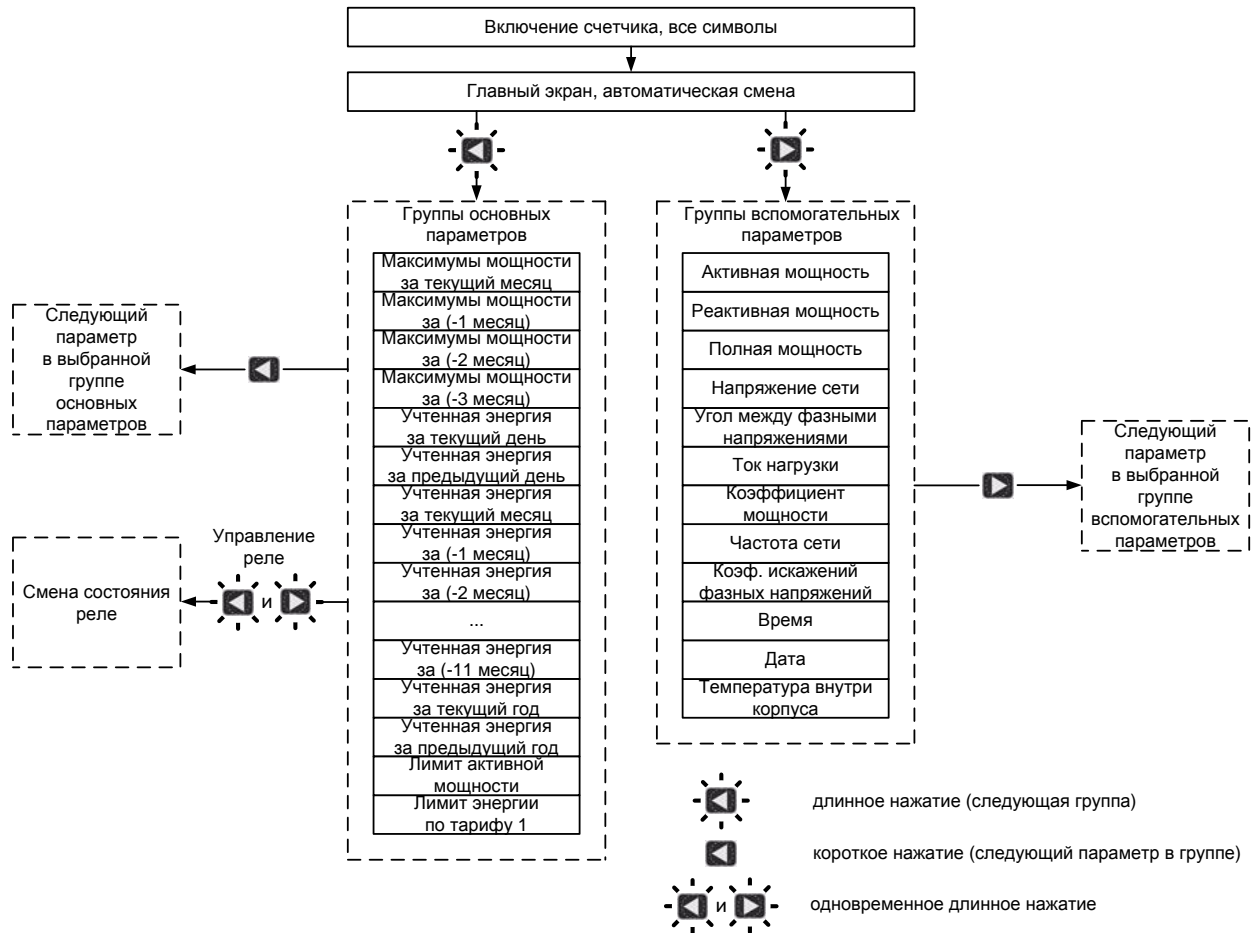 Включение счетчика, все символы
Главный экран, автоматическая смена
Группы основных
параметров
Максимумы мощности
за текущий месяц
Максимумы мощности
за (-1 месяц)
Максимумы мощности
за (-2 месяц)
Максимумы мощности
за (-3 месяц)
Учтенная энергия
за текущий день
Учтенная энергия
за предыдущий день
Учтенная энергия
за текущий месяц
Учтенная энергия
за (-1 месяц)
Учтенная энергия
за (-2 месяц)
...
Учтенная энергия
за (-11 месяц)
Учтенная энергия
за текущий год
Учтенная энергия
за предыдущий год
Лимит активной
мощности
Лимит энергии
по тарифу 1
Группы вспомогательных
параметров
Активная мощность
Реактивная мощность
Полная мощность
Напряжение сети
Угол между фазными
напряжениями
Ток нагрузки
Коэффициент
мощности
Частота сети
Коэф. искажений
фазных напряжений
Время
Дата
Температура внутри
корпуса
Следующий
параметр
в выбранной
группе
основных
параметров
Управление
реле
и
Смена состояния
реле
Следующий
параметр
в выбранной
группе
вспомогательных
параметров
длинное нажатие (следующая группа)
короткое нажатие (следующий параметр в группе)
и
одновременное длинное нажатие